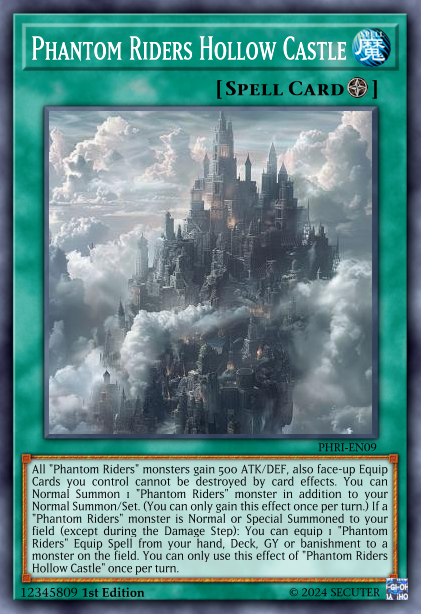 PHANTOM RIDERS HOLLOW CASTLE
魔
[SPELL CARD]
PHRI-EN09
All "Phantom Riders" monsters gain 500 ATK/DEF, also face-up Equip
Cards you control cannot be destroyed by card effects. You can
Normal Summon 1 "Phantom Riders" monster in addition to your
Normal Summon/Set. (You can only gain this effect once per turn.) If a
"Phantom Riders" monster is Normal or Special Summoned to your
field (except during the Damage Step): You can equip 1 "Phantom
Riders" Equip Spell from your hand, Deck, GY or banishment to a
monster on the field. You can only use this effect of "Phantom Riders
Hollow Castle" once per turn.
12345809 1st Edition
© 2024 SECUTER